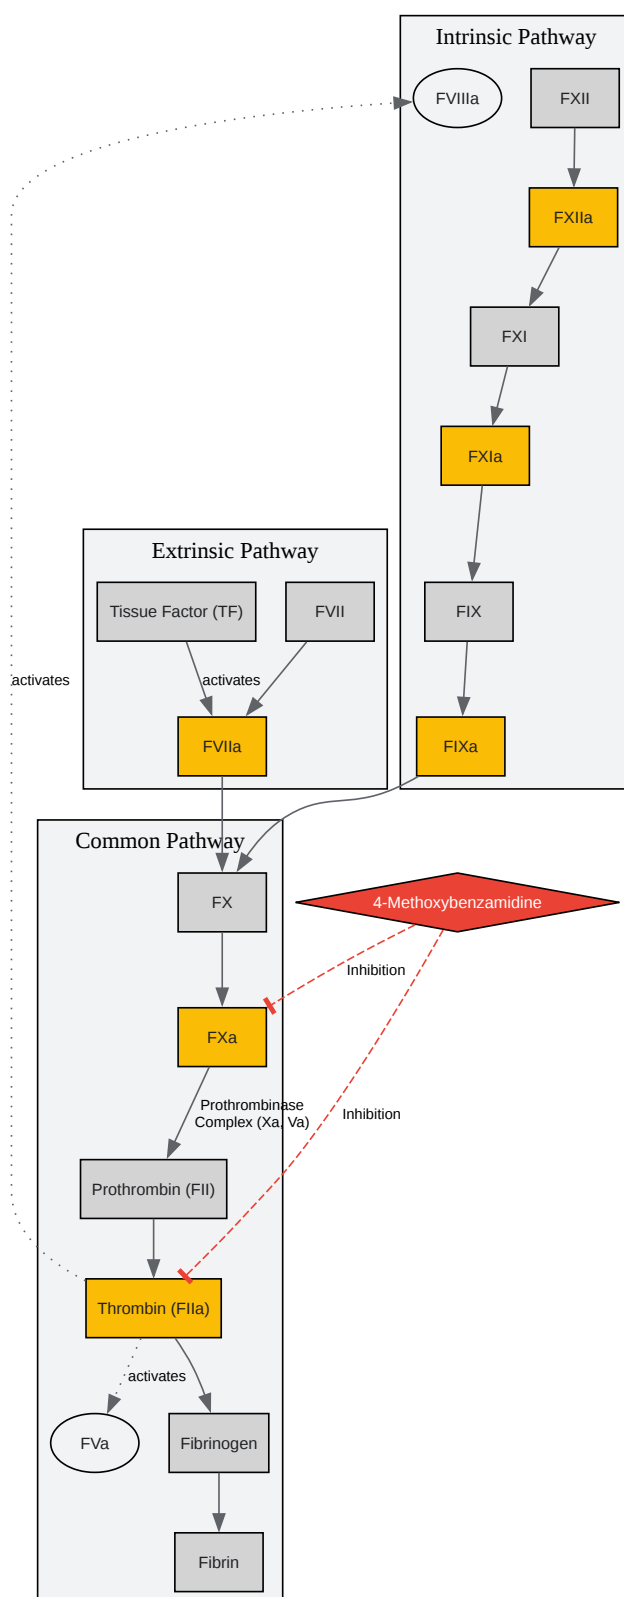 Intrinsic Pathway
FVIIIa
FXII
FXIIa
FXI
FXIa
Extrinsic Pathway
Tissue Factor (TF)
FVII
FIX
activates
activates
FVIIa
FIXa
Common Pathway
FX
4-Methoxybenzamidine
Inhibition
FXa
Prothrombinase
Complex (Xa, Va)
Inhibition
Prothrombin (FII)
Thrombin (FIIa)
activates
FVa
Fibrinogen
Fibrin